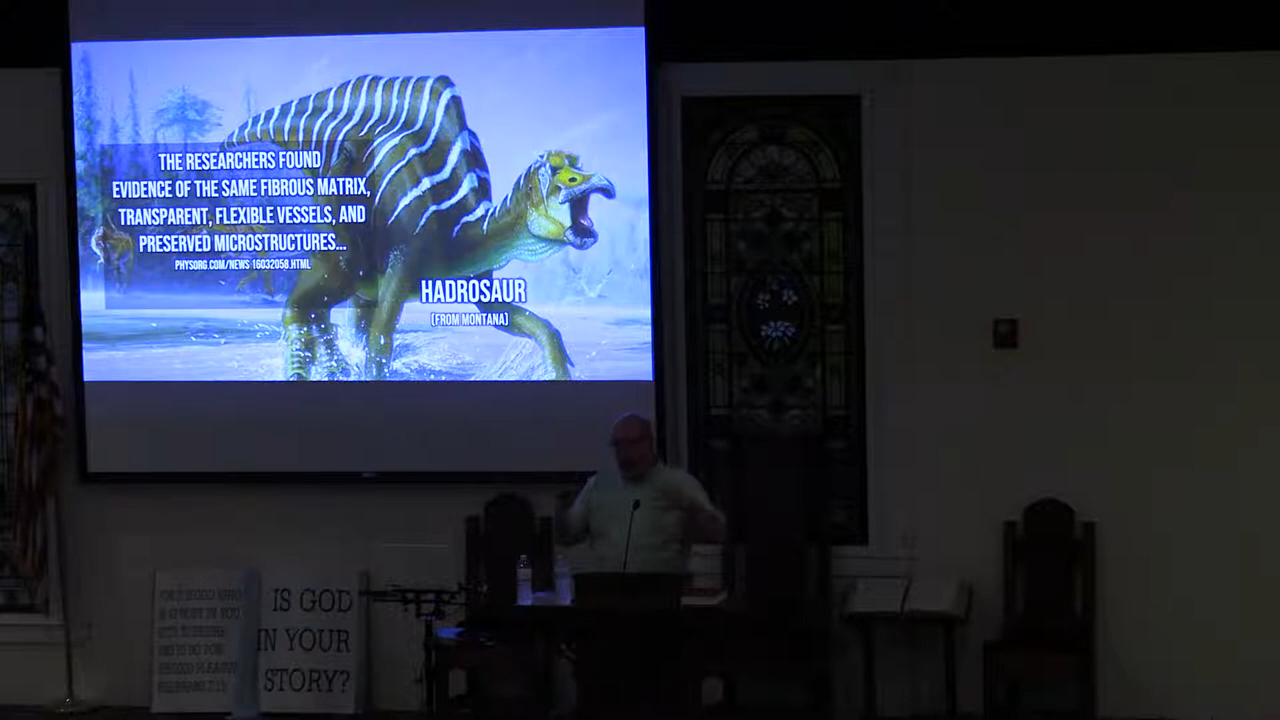 THE RESEARCHERS FOUND
EVIDENCE OF THE SAME FIBROUS MATRIX,
TRANSPARENT, FLEXIBLE VESSELS, AND
PRESERVED MICROSTRUCTURES...
PHYSORG.COM/NEWS 16032058.HTML
HADROSAUR
(FROM MONTANA)
IS GOD
IN YOUR
STORY?